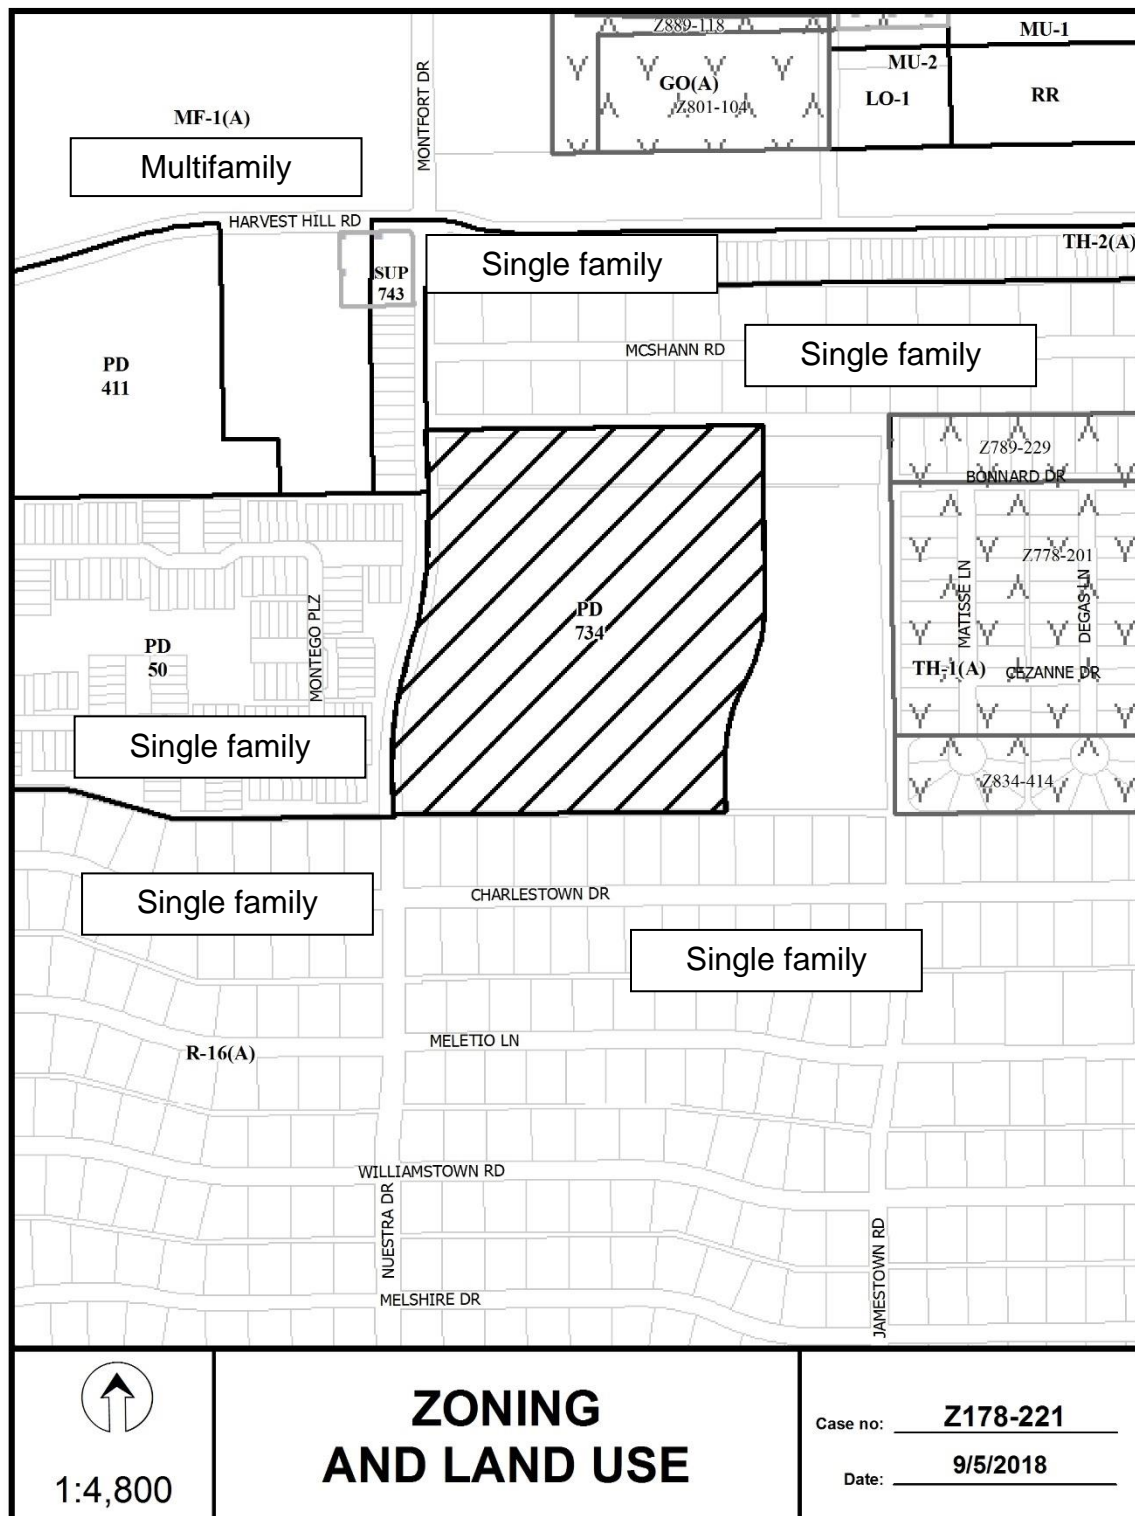 Z889-118
MU-1
MU-2
GO(A)
Z801-104
LO-1
RR
MONTFORT DR
MF-1(A)
Multifamily
HARVEST HILL RD
TH-2(A)
Single family
SUP
743
MCSHANN RD
Single family
PD
411
Z789-229
BONNARD DR
Z778-201
MATISSE LN
DEGAS LN
PD
734
MONTEGO PLZ
PD
50
TH-1(A)
CEZANNE DR
Single family
Z834-414
CHARLESTOWN DR
Single family
Single family
MELETIO LN
R-16(A)
WILLIAMSTOWN RD
NUESTRA DR
JAMESTOWN RD
MELSHIRE DR
1:4,800
ZONING
AND LAND USE
Case no: Z178-221
Date: 9/5/2018